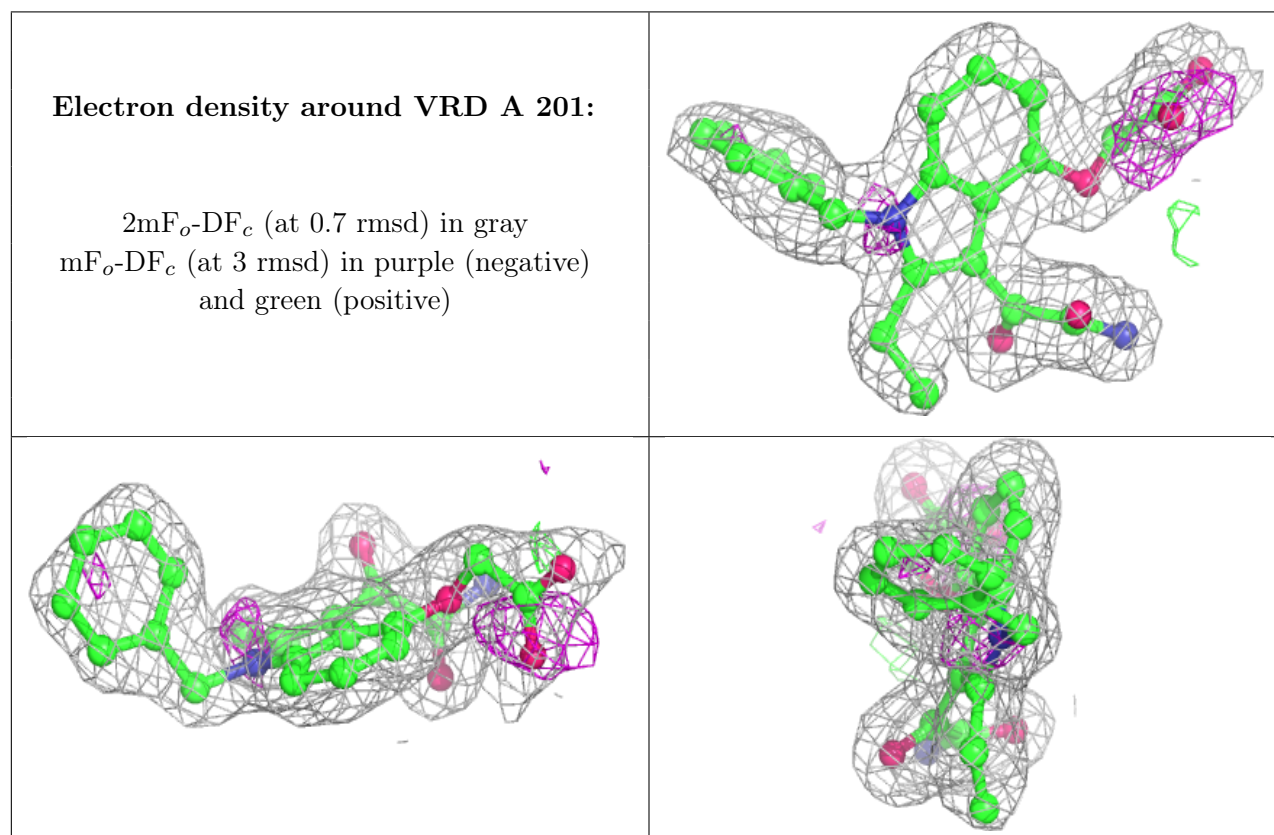 Electron density around VRD A 201:
2mFo-DFc (at 0.7 rmsd) in gray
mFo-DFc (at 3 rmsd) in purple (negative)
and green (positive)